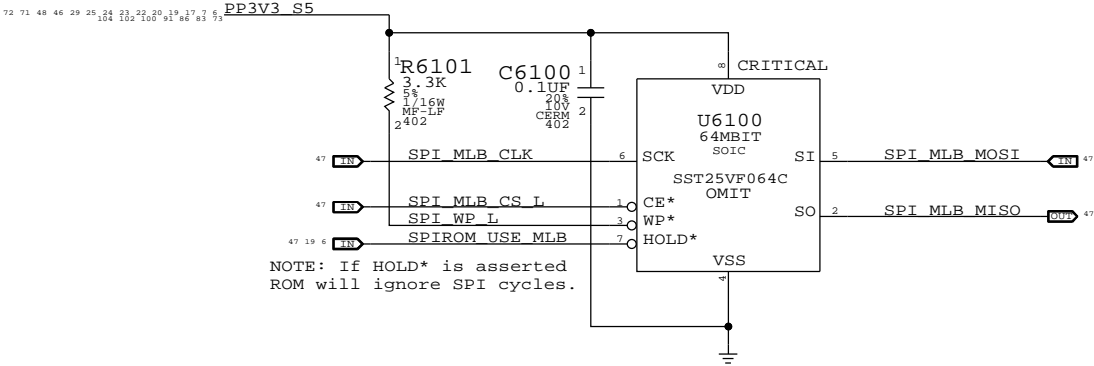 72 71 48 46 29 25 24 23 22 20 19 17 7 6 PP3V3_S5
104 102 100 91 86 83 73
1 R6101
3.3K
5%
1/16W
MF-LF
2 402
C6100 1
0.1UF
20%
10V 2
CERM
402
8 CRITICAL
VDD
U6100
64MBIT
SOIC
47 IN SPI_MLB_CLK 6 SCK
SI 5 SPI_MLB_MOSI IN 47
SST25VF064C
OMIT
47 IN SPI_MLB_CS_L 1 CE*
SPI_WP_L 3 WP*
SO 2 SPI_MLB_MISO OUT 47
47 19 6 IN SPIROM_USE_MLB 7 HOLD*
VSS
4
NOTE: If HOLD* is asserted
ROM will ignore SPI cycles.